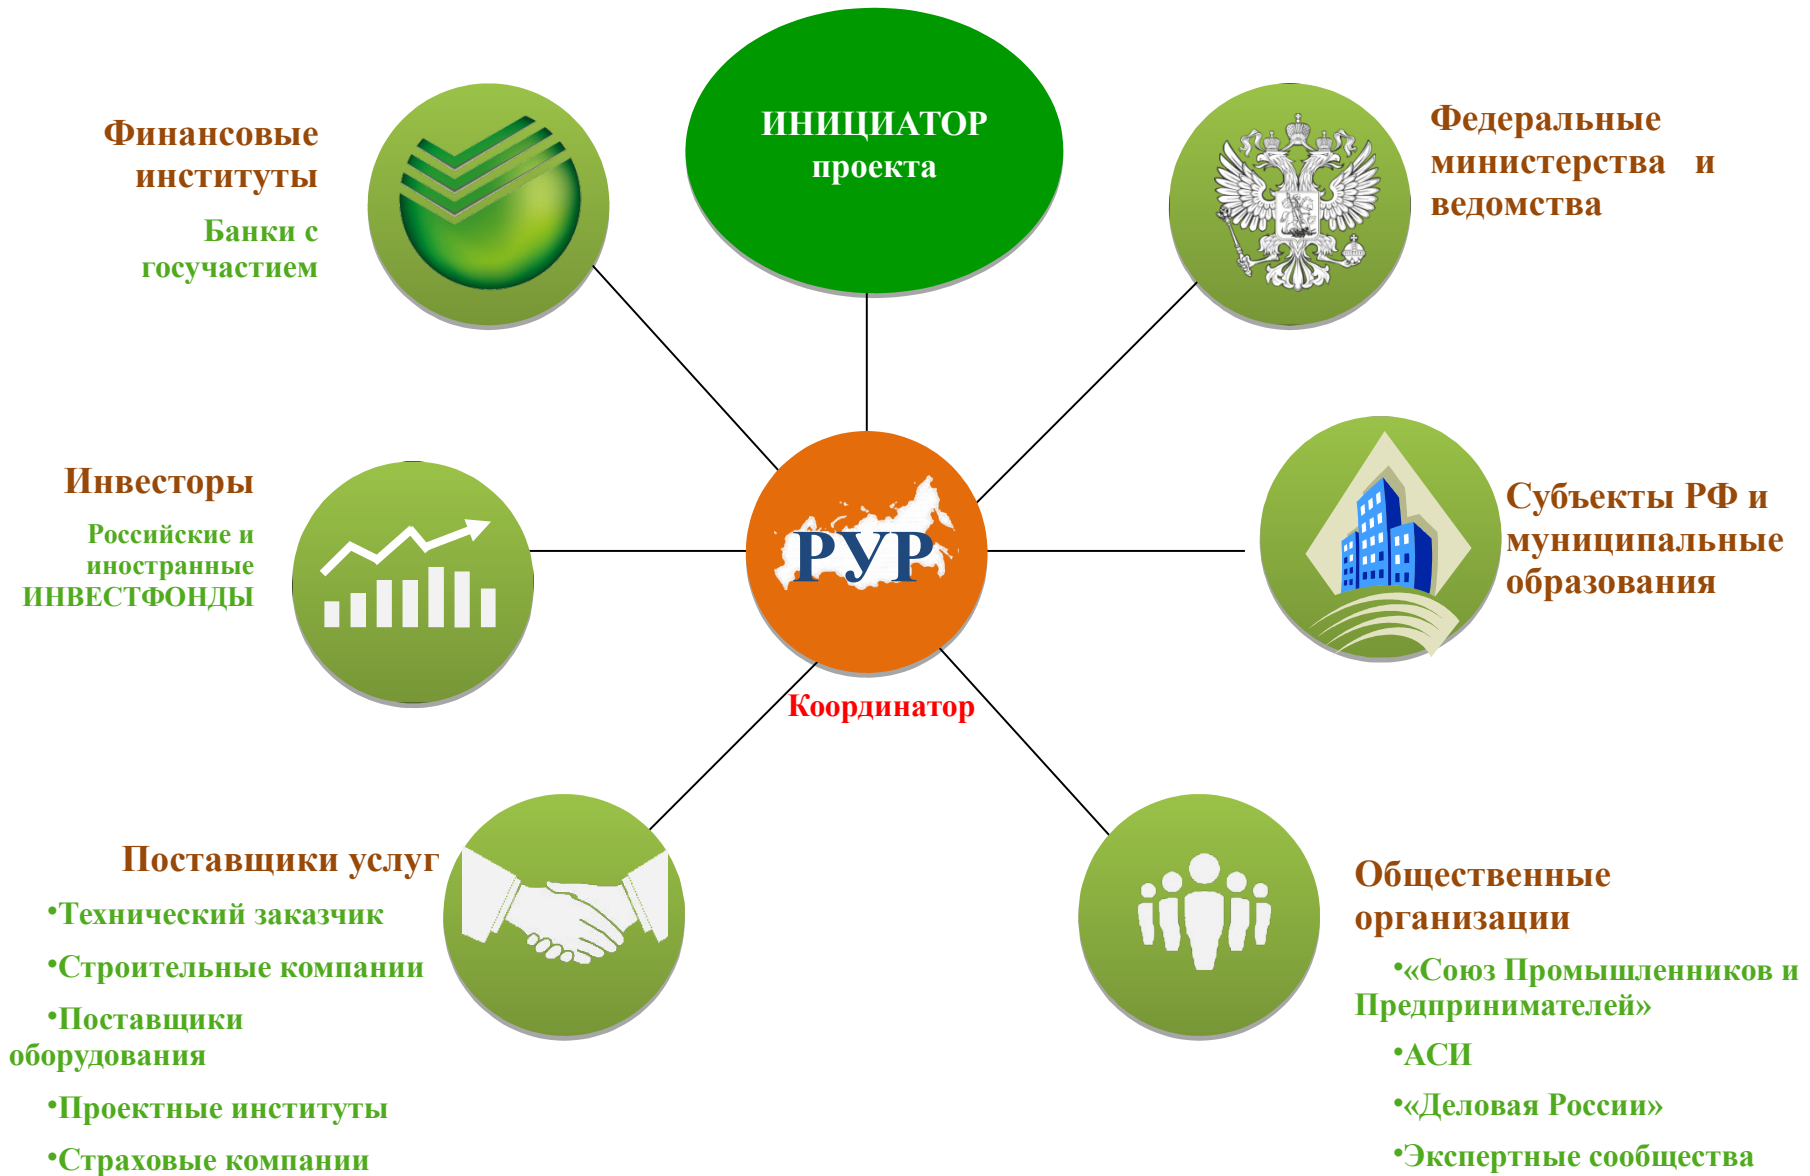 ИНИЦИАТОР
проекта
Финансовые
институты
Банки с
госучастием
Федеральные
министерства и
ведомства
Инвесторы
Российские и
иностранные
ИНВЕСТФОНДЫ
РУР
Координатор
Субъекты РФ и
муниципальные
образования
Поставщики услуг
•Технический заказчик
•Строительные компании
•Поставщики
оборудования
•Проектные институты
•Страховые компании
Общественные
организации
•«Союз Промышленников и
Предпринимателей»
•АСИ
•«Деловая России»
•Экспертные сообщества